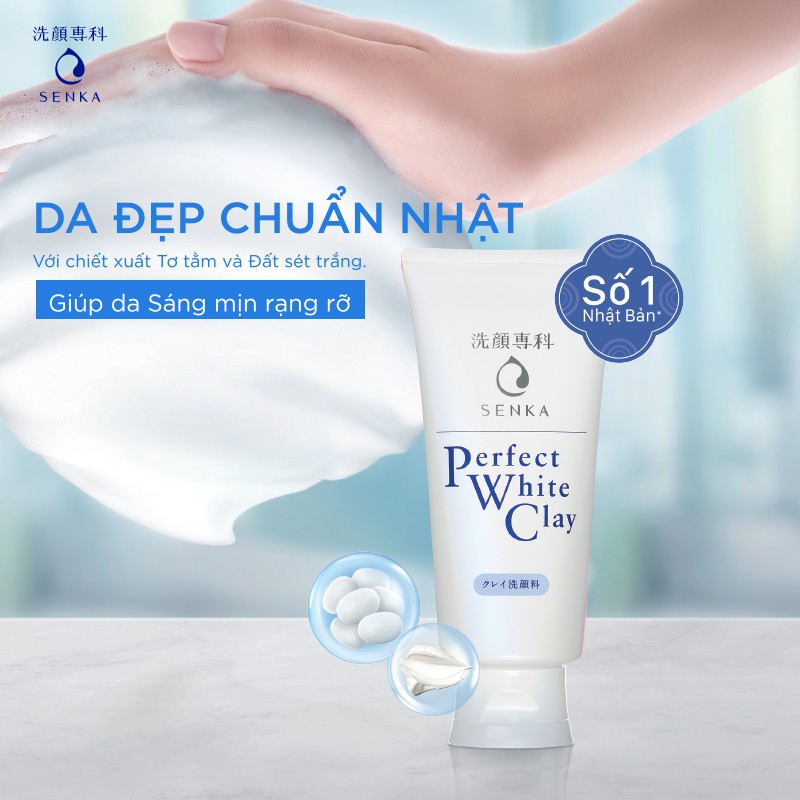 洗顔専科
SENKA
DA ĐẸP CHUẨN NHẬT
Với chiết xuất Tơ tằm và Đất sét trắng.
Giúp da Sáng mịn rạng rỡ
Số 1
Nhật Bản*
洗顔専科
SENKA
Perfect
White
Clay
クレイ洗顔料